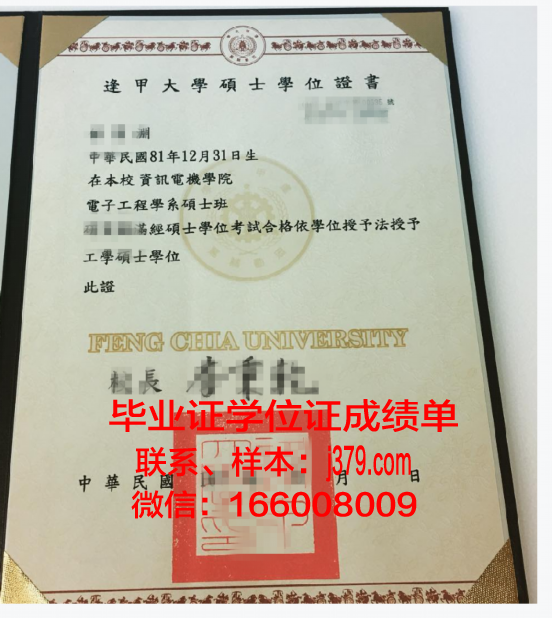 逢甲大學碩士學位證書
號
中華民國81年12月31日生
在本校 資訊電機學院
電子工程學系碩士班
經碩士學位考試合格依學位授予法授予
工學碩士學位
此證
FENG CHIA UNIVERSITY
校長
毕业证学位证成绩单
联系、样本：j379.com
中華民國 月 日
微信：166008009